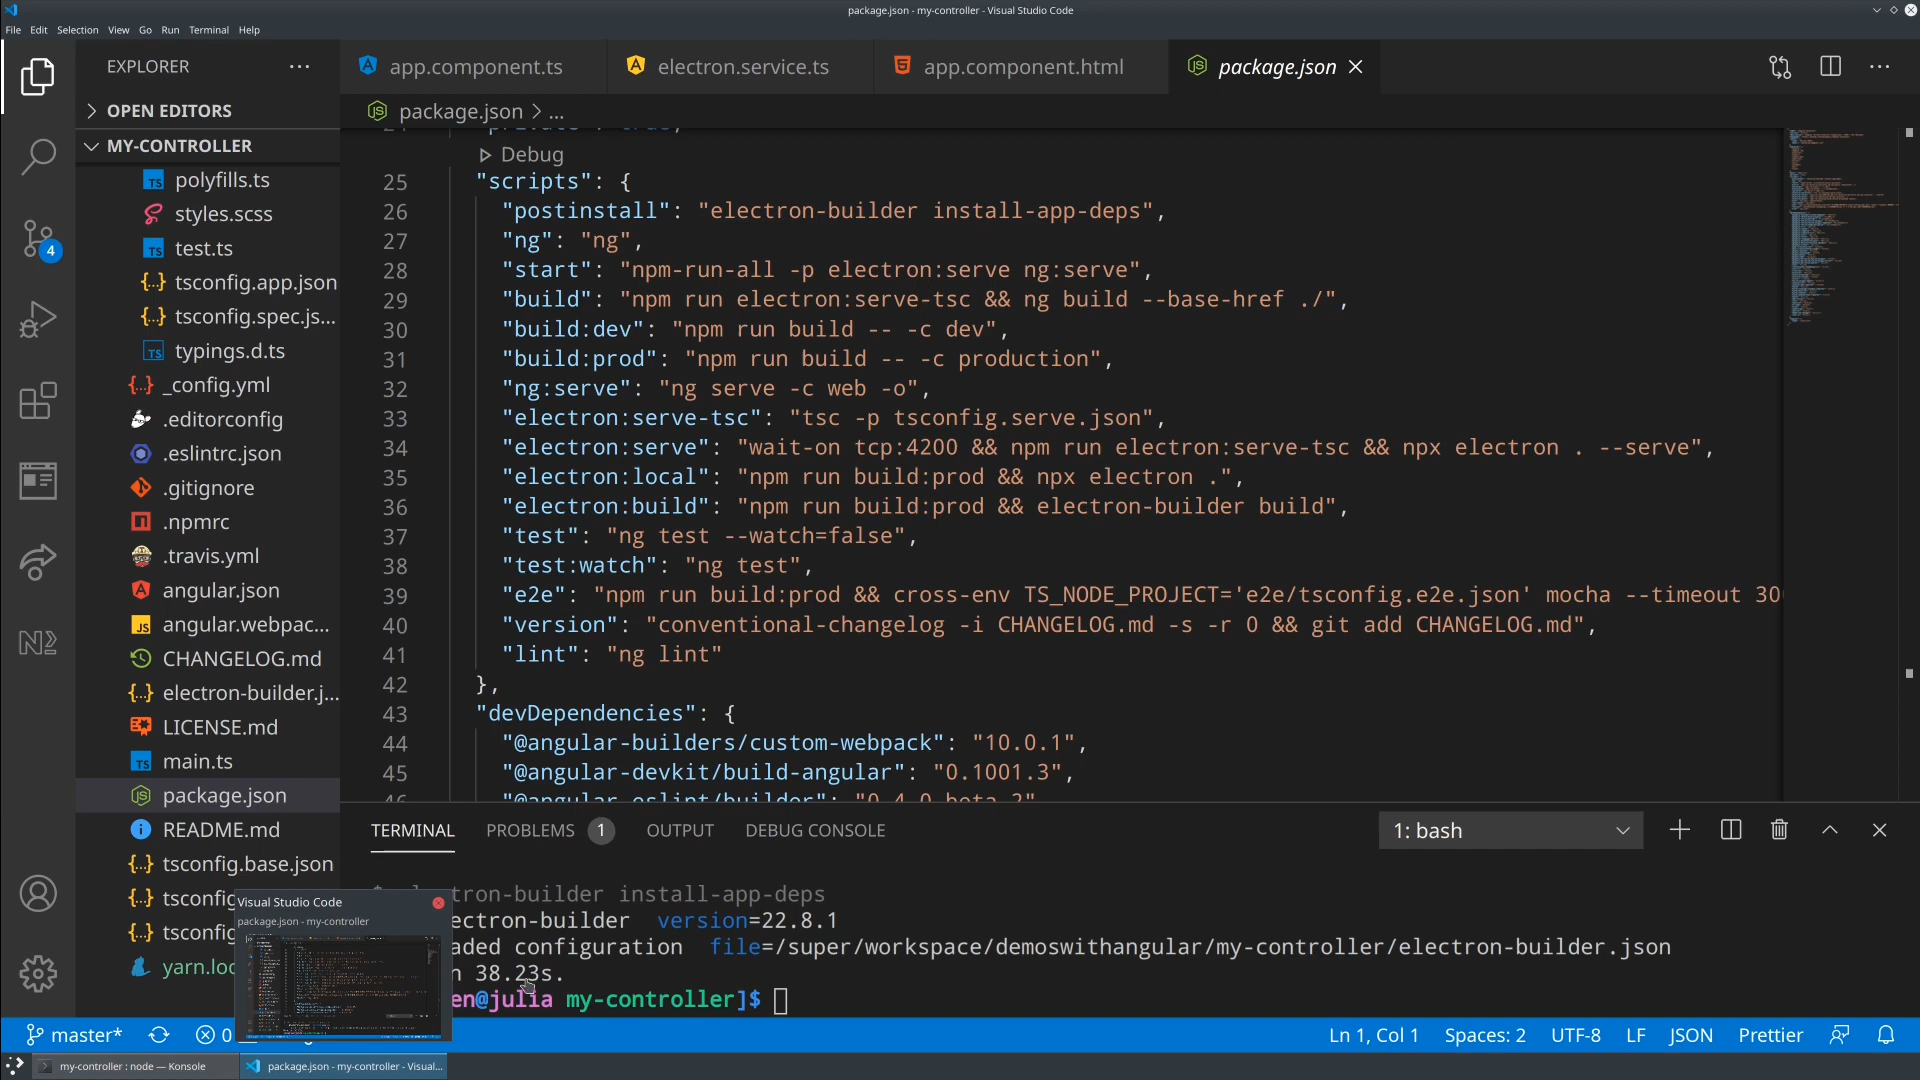 package.json - my-controller - Visual Studio Code
File Edit Selection View Go Run Terminal Help
EXPLORER
app.component.ts
electron.service.ts
app.component.html
package.json
OPEN EDITORS
package.json > ...
MY-CONTROLLER
polyfills.ts
styles.scss
test.ts
tsconfig.app.json
tsconfig.spec.js...
typings.d.ts
_config.yml
.editorconfig
.eslintrc.json
.gitignore
.npmrc
.travis.yml
angular.json
angular.webpac...
CHANGELOG.md
electron-builder.j...
LICENSE.md
main.ts
package.json
README.md
tsconfig.base.json
tsconfig
tsconfig
yarn.loc
4
Debug
25 "scripts": {
26 "postinstall": "electron-builder install-app-deps",
27 "ng": "ng",
28 "start": "npm-run-all -p electron:serve ng:serve",
29 "build": "npm run electron:serve-tsc && ng build --base-href ./",
30 "build:dev": "npm run build -- -c dev",
31 "build:prod": "npm run build -- -c production",
32 "ng:serve": "ng serve -c web -o",
33 "electron:serve-tsc": "tsc -p tsconfig.serve.json",
34 "electron:serve": "wait-on tcp:4200 && npm run electron:serve-tsc && npx electron . --serve",
35 "electron:local": "npm run build:prod && npx electron .",
36 "electron:build": "npm run build:prod && electron-builder build",
37 "test": "ng test --watch=false",
38 "test:watch": "ng test",
39 "e2e": "npm run build:prod && cross-env TS_NODE_PROJECT='e2e/tsconfig.e2e.json' mocha --timeout 30
40 "version": "conventional-changelog -i CHANGELOG.md -s -r 0 && git add CHANGELOG.md",
41 "lint": "ng lint"
42 },
43 "devDependencies": {
44 "@angular-builders/custom-webpack": "10.0.1",
45 "@angular-devkit/build-angular": "0.1001.3",
TERMINAL PROBLEMS 1 OUTPUT DEBUG CONSOLE
1: bash
tron-builder install-app-deps
ectron-builder version=22.8.1
aded configuration file=/super/workspace/demoswithangular/my-controller/electron-builder.json
n 38.23s.
en@julia my-controller]$
Visual Studio Code
package.json - my-controller
master* 0
Ln 1, Col 1 Spaces: 2 UTF-8 LF JSON Prettier
my-controller : node — Konsole
package.json - my-controller - Visual...